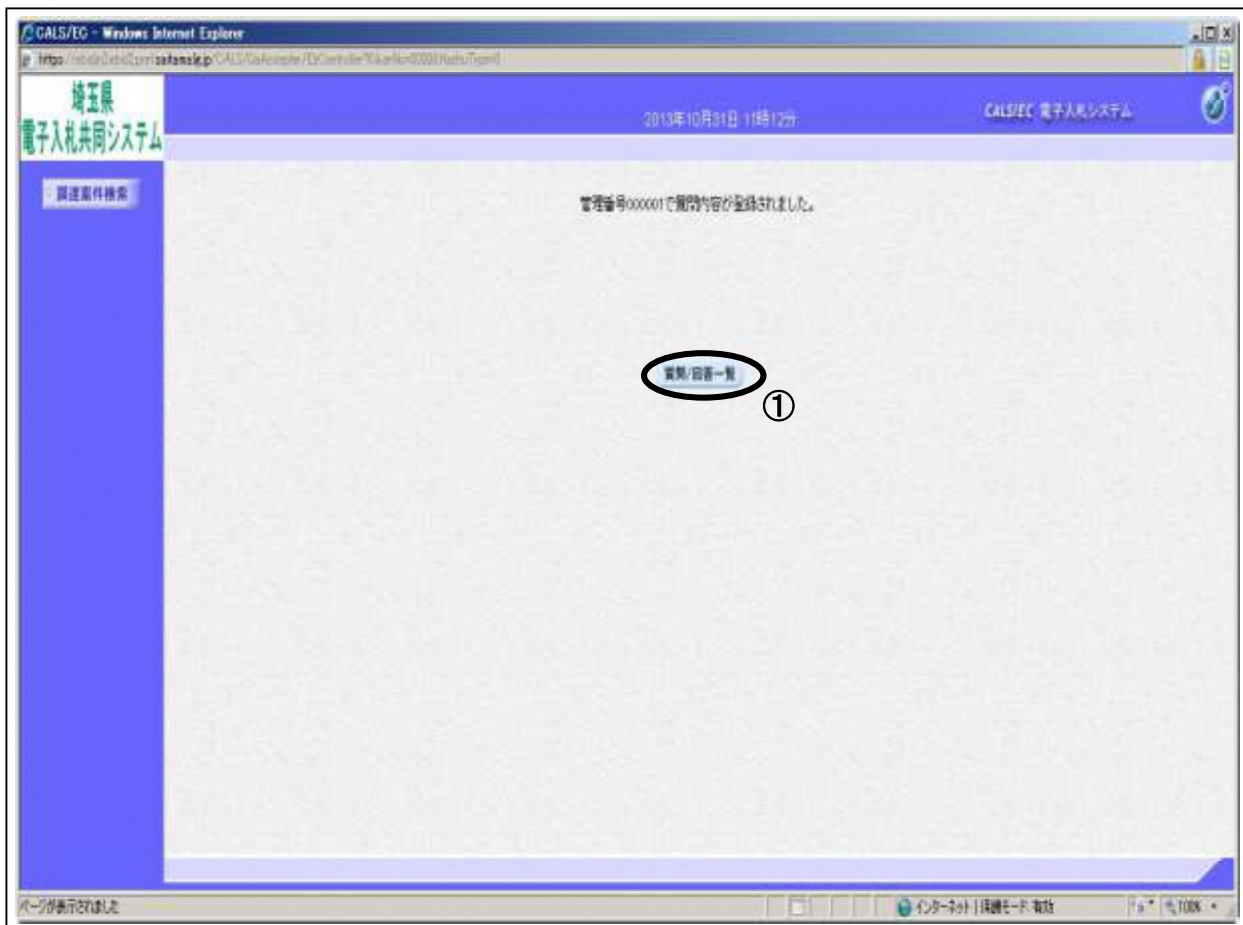 CALS/EC - Windows Internet Explorer
埼玉県
電子入札共同システム
2013年10月31日 11時12分
CALS/EC 電子入札システム
調達案件検索
管理番号000001で質問内容が登録されました。
質問/回答一覧
①
ページが表示されました
インターネット | 保護モード: 有効
100%